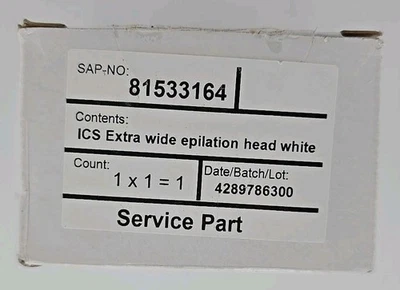 SAP-NO:
81533164
Contents:
ICS Extra wide epilation head white
Count:
1 x 1 = 1
Date/Batch/Lot:
4289786300
Service Part